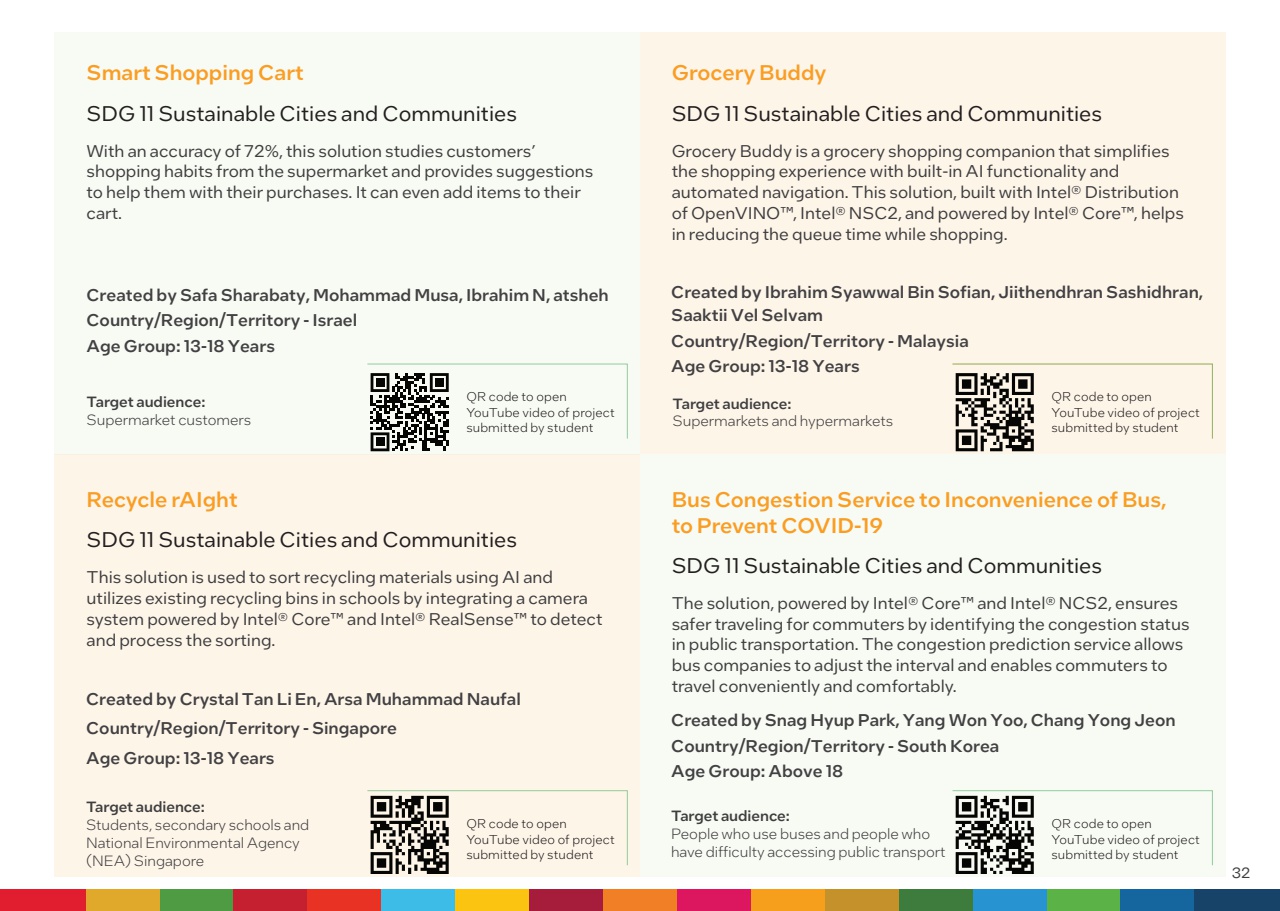 Smart Shopping Cart
SDG 11 Sustainable Cities and Communities
With an accuracy of 72%, this solution studies customers'
shopping habits from the supermarket and provides suggestions
to help them with their purchases. It can even add items to their
cart.
Created by Safa Sharabaty, Mohammad Musa, Ibrahim N, atsheh
Country/Region/Territory - Israel
Age Group: 13-18 Years
Target audience:
Supermarket customers
QR code to open
YouTube video of project
submitted by student
Grocery Buddy
SDG 11 Sustainable Cities and Communities
Grocery Buddy is a grocery shopping companion that simplifies
the shopping experience with built-in AI functionality and
automated navigation. This solution, built with Intel® Distribution
of OpenVINO™, Intel® NSC2, and powered by Intel® Core™, helps
in reducing the queue time while shopping.
Created by Ibrahim Syawwal Bin Sofian, Jiithendhran Sashidhran,
Saaktii Vel Selvam
Country/Region/Territory - Malaysia
Age Group: 13-18 Years
Target audience:
Supermarkets and hypermarkets
QR code to open
YouTube video of project
submitted by student
Recycle rAIght
SDG 11 Sustainable Cities and Communities
This solution is used to sort recycling materials using AI and
utilizes existing recycling bins in schools by integrating a camera
system powered by Intel® Core™ and Intel® RealSense™ to detect
and process the sorting.
Created by Crystal Tan Li En, Arsa Muhammad Naufal
Country/Region/Territory - Singapore
Age Group: 13-18 Years
Target audience:
Students, secondary schools and
National Environmental Agency
(NEA) Singapore
QR code to open
YouTube video of project
submitted by student
Bus Congestion Service to Inconvenience of Bus,
to Prevent COVID-19
SDG 11 Sustainable Cities and Communities
The solution, powered by Intel® Core™ and Intel® NCS2, ensures
safer traveling for commuters by identifying the congestion status
in public transportation. The congestion prediction service allows
bus companies to adjust the interval and enables commuters to
travel conveniently and comfortably.
Created by Snag Hyup Park, Yang Won Yoo, Chang Yong Jeon
Country/Region/Territory - South Korea
Age Group: Above 18
Target audience:
People who use buses and people who
have difficulty accessing public transport
QR code to open
YouTube video of project
submitted by student
32